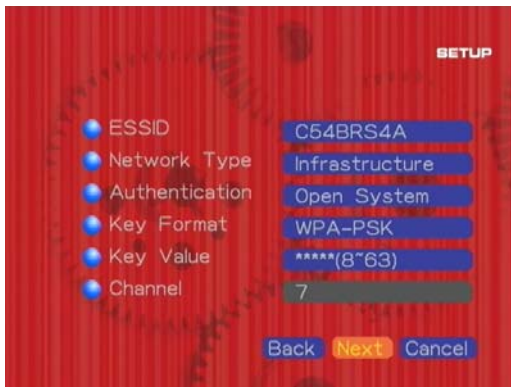 SETUP
ESSID C54BRS4A
Network Type Infrastructure
Authentication Open System
Key Format WPA-PSK
Key Value *****(8~63)
Channel 7
Back Next Cancel